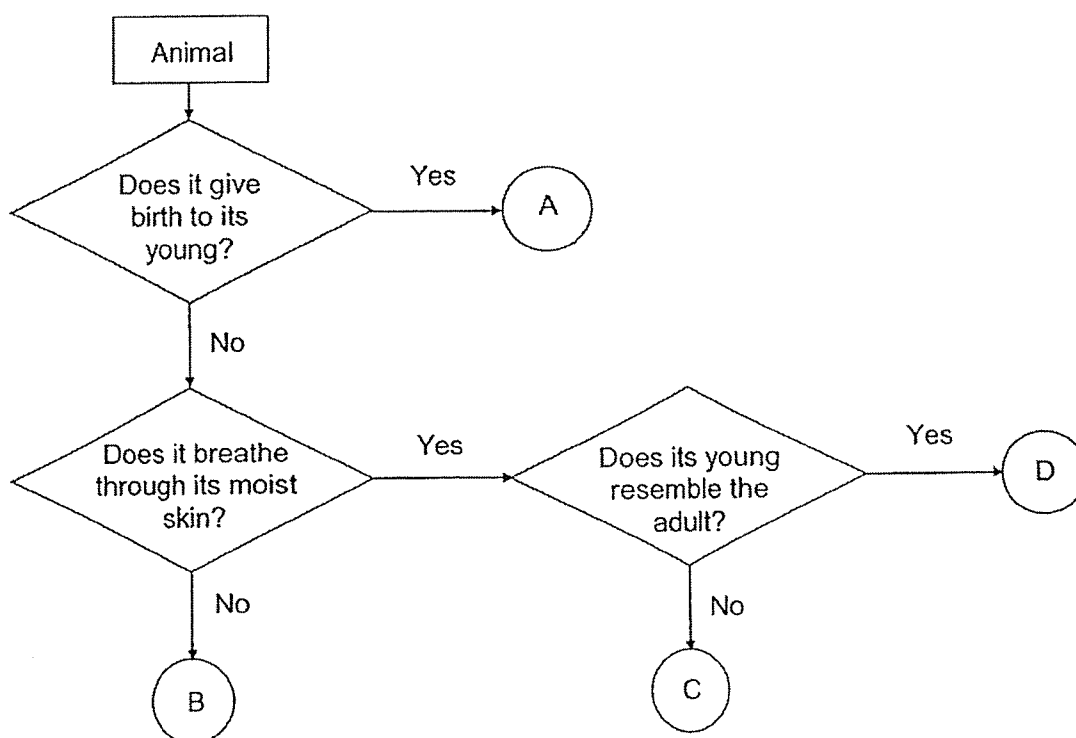 Animal
Does it give
birth to its
young?
Yes
A
No
Does it breathe
through its moist
skin?
Yes
Does its young
resemble the
adult?
Yes
D
No
B
No
C